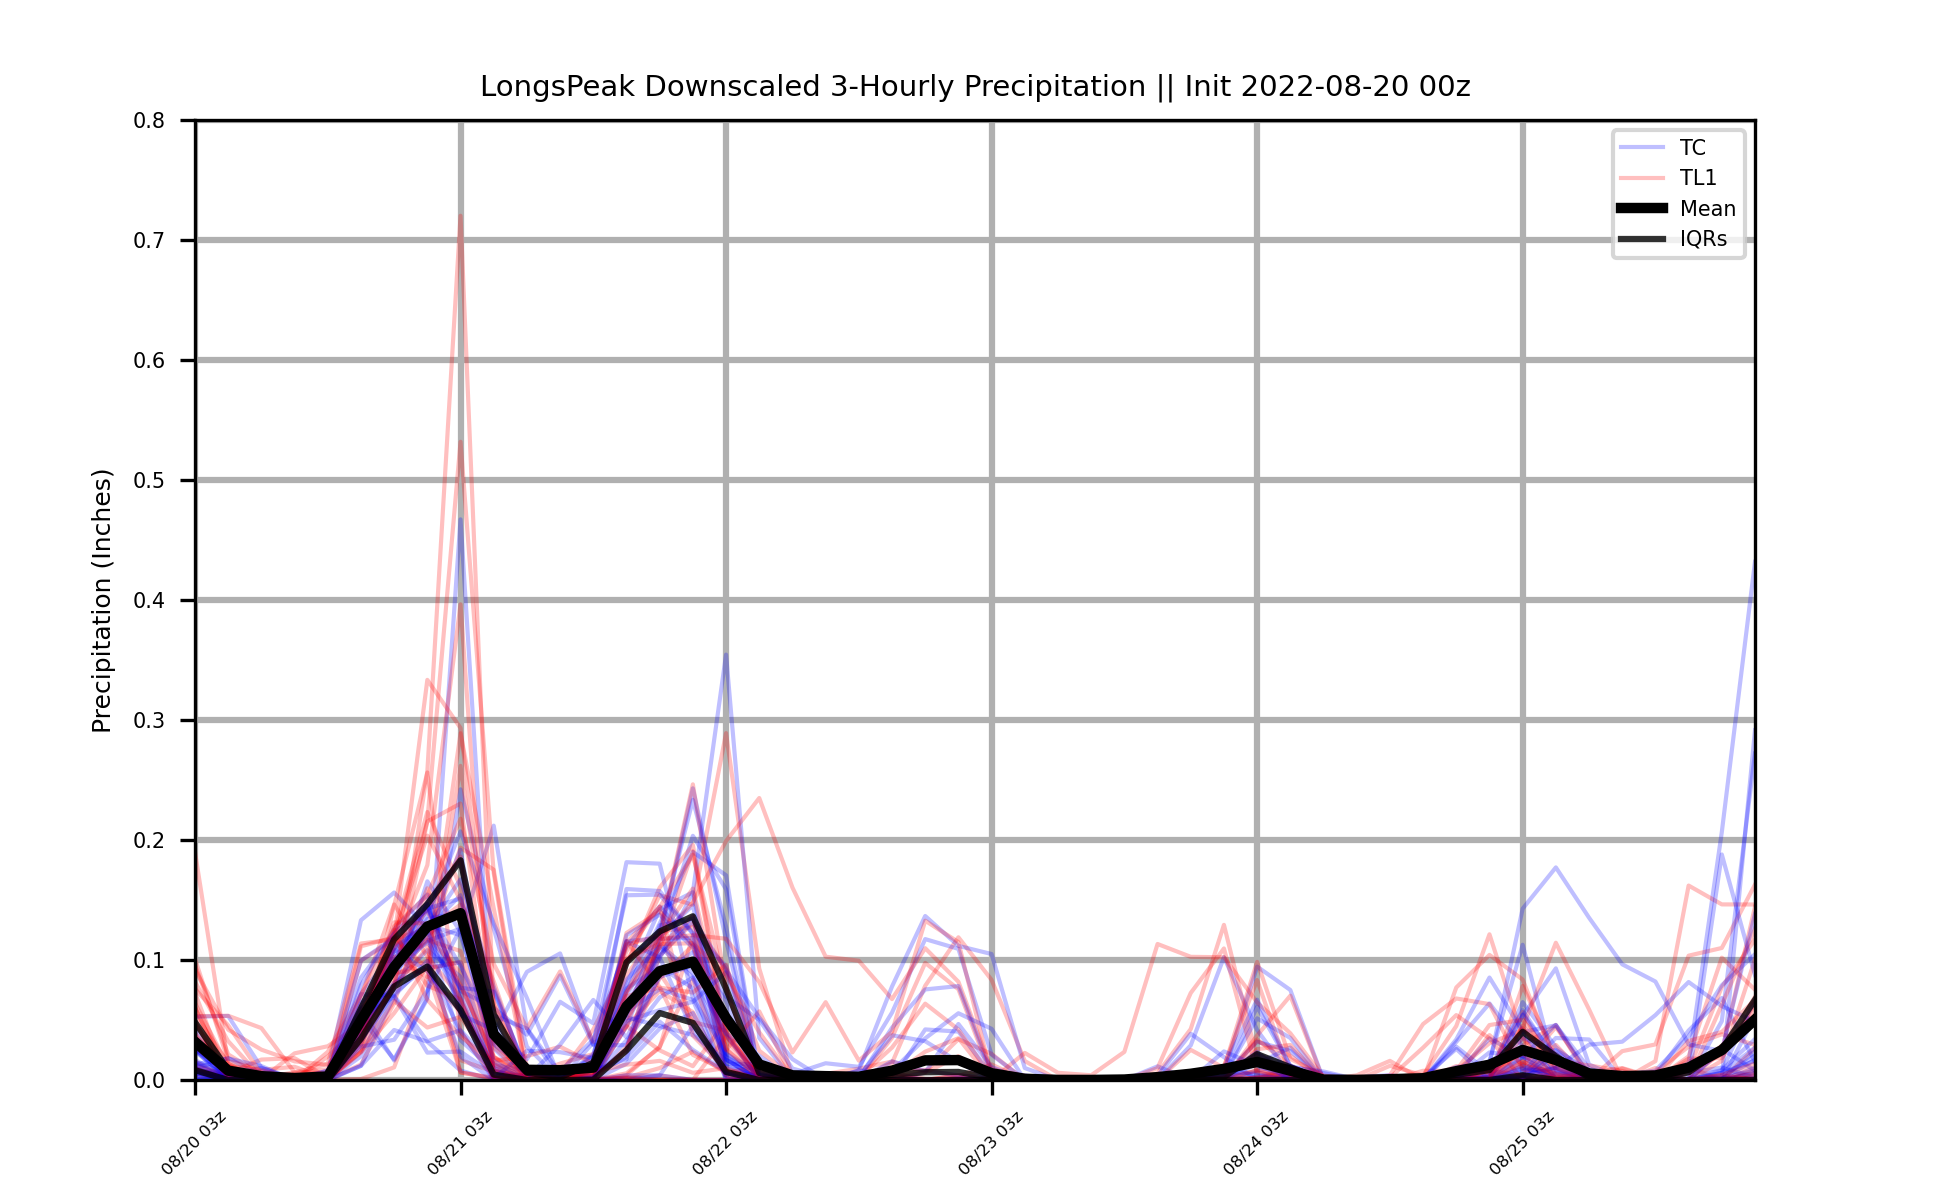 LongsPeak Downscaled 3-Hourly Precipitation || Init 2022-08-20 00z
Precipitation (Inches)
0.8
0.7
0.6
0.5
0.4
0.3
0.2
0.1
0.0
TC
TL1
Mean
IQRs
08/20 03z
08/21 03z
08/22 03z
08/23 03z
08/24 03z
08/25 03z